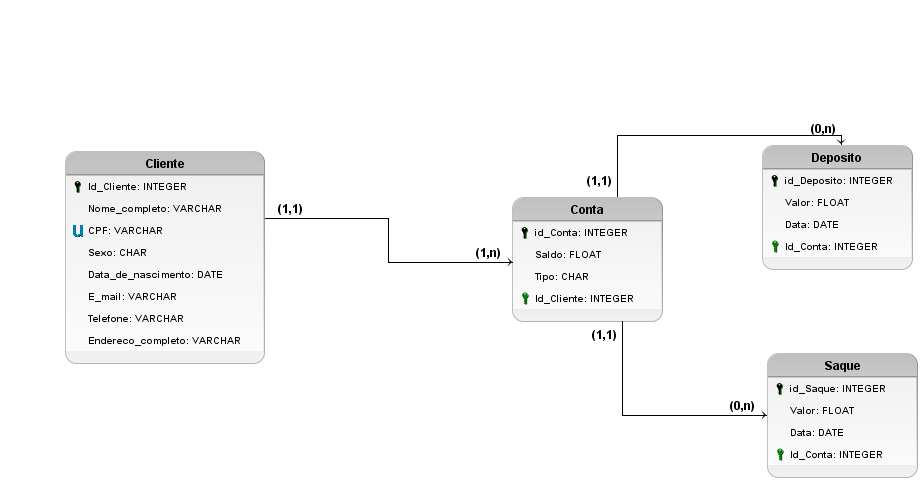 Cliente
Id_Cliente: INTEGER
Nome_completo: VARCHAR
U CPF: VARCHAR
Sexo: CHAR
Data_de_nascimento: DATE
E_mail: VARCHAR
Telefone: VARCHAR
Endereco_completo: VARCHAR
(1,1)
(1,n)
Conta
id_Conta: INTEGER
Saldo: FLOAT
Tipo: CHAR
Id_Cliente: INTEGER
(1,1)
(0,n)
Deposito
id_Deposito: INTEGER
Valor: FLOAT
Data: DATE
Id_Conta: INTEGER
(1,1)
(0,n)
Saque
id_Saque: INTEGER
Valor: FLOAT
Data: DATE
Id_Conta: INTEGER